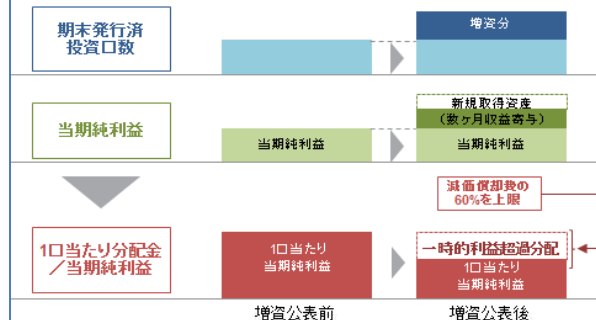 期末発行済
投資口数
増資分
当期純利益
当期純利益
新規取得資産
(数ヶ月収益寄与)
当期純利益
減価償却費の
60%を上限
1口当たり分配金
/当期純利益
1口当たり
当期純利益
一時的利益超過分配
1口当たり
当期純利益
増資公表前
増資公表後